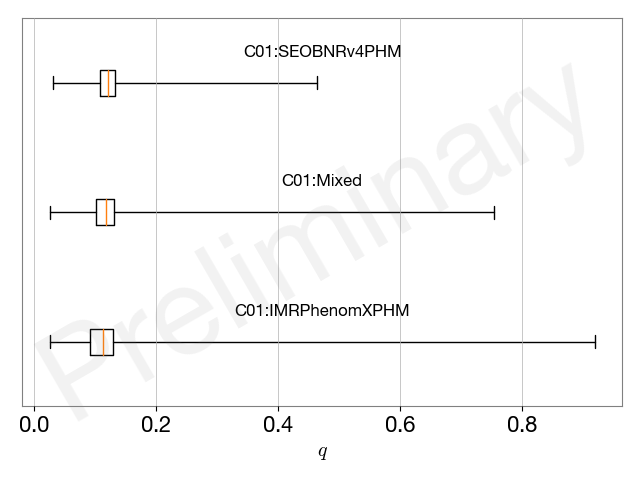 C01:SEOBNRv4PHM
C01:Mixed
C01:IMRPhenomXPHM
Preliminary
0.0 0.2 0.4 0.6 0.8
q